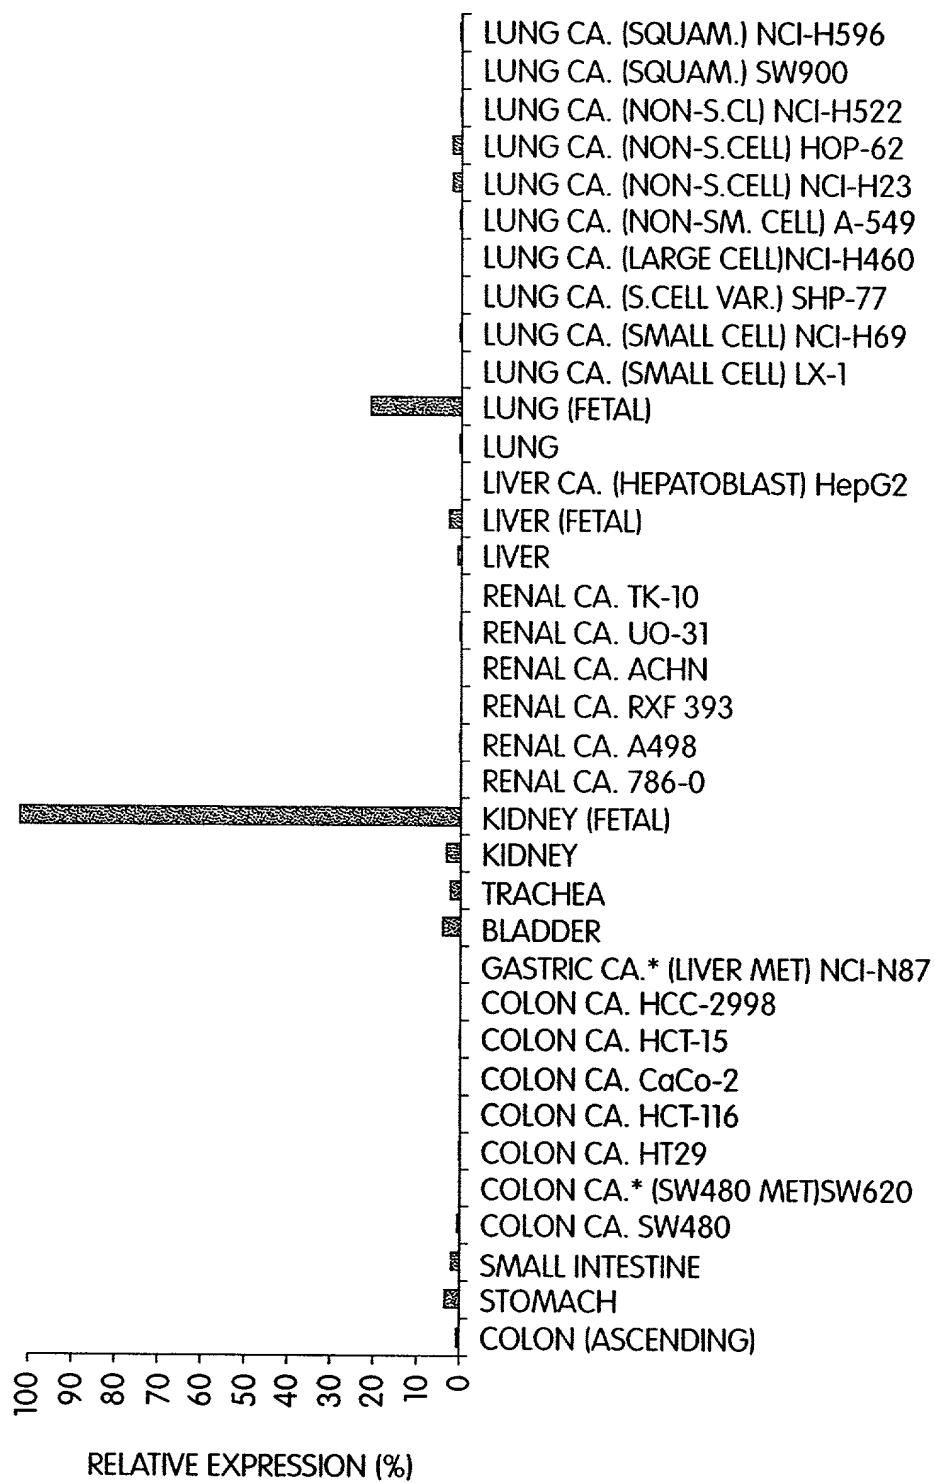 LUNG CA. (SQUAM.) NCI-H596
LUNG CA. (SQUAM.) SW900
LUNG CA. (NON-S.CL) NCI-H522
LUNG CA. (NON-S.CELL) HOP-62
LUNG CA. (NON-S.CELL) NCI-H23
LUNG CA. (NON-SM. CELL) A-549
LUNG CA. (LARGE CELL)NCI-H460
LUNG CA. (S.CELL VAR.) SHP-77
LUNG CA. (SMALL CELL) NCI-H69
LUNG CA. (SMALL CELL) LX-1
LUNG (FETAL)
LUNG
LIVER CA. (HEPATOBLAST) HepG2
LIVER (FETAL)
LIVER
RENAL CA. TK-10
RENAL CA. UO-31
RENAL CA. ACHN
RENAL CA. RXF 393
RENAL CA. A498
RENAL CA. 786-0
KIDNEY (FETAL)
KIDNEY
TRACHEA
BLADDER
GASTRIC CA.* (LIVER MET) NCI-N87
COLON CA. HCC-2998
COLON CA. HCT-15
COLON CA. CaCo-2
COLON CA. HCT-116
COLON CA. HT29
COLON CA.* (SW480 MET)SW620
COLON CA. SW480
SMALL INTESTINE
STOMACH
COLON (ASCENDING)
100 90 80 70 60 50 40 30 20 10 0
RELATIVE EXPRESSION (%)